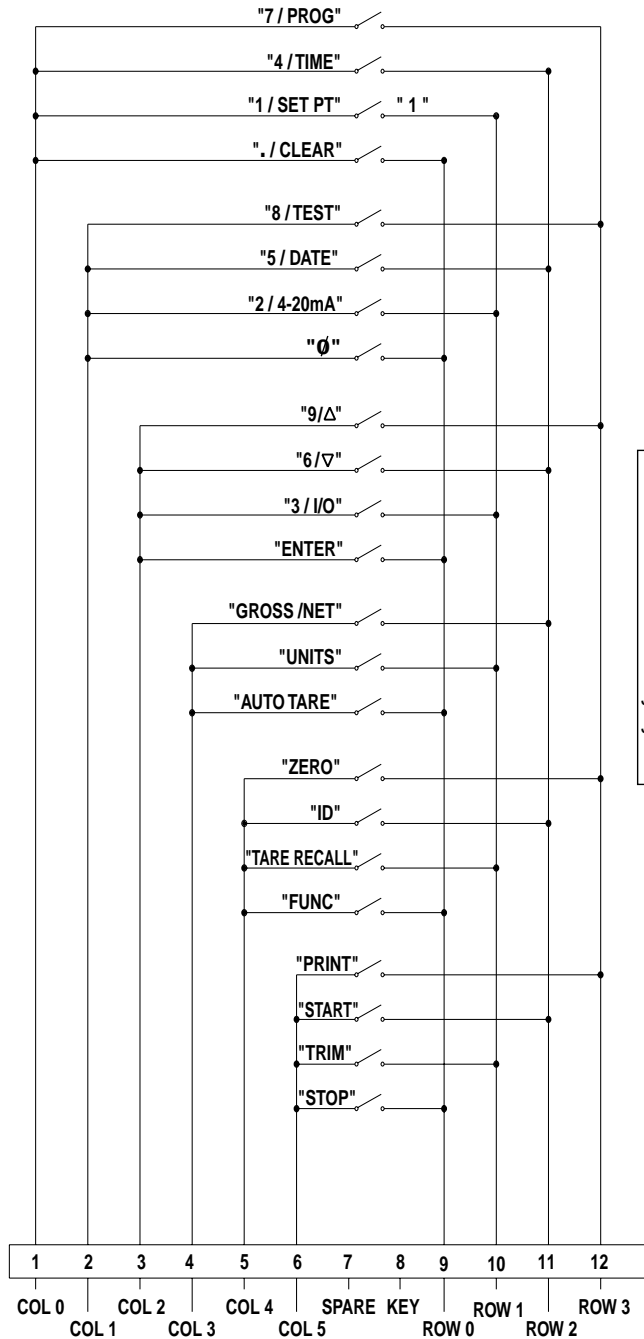 "7 / PROG"
"4 / TIME"
"1 / SET PT" " 1 "
". / CLEAR"
"8 / TEST"
"5 / DATE"
"2 / 4-20mA"
"Ø"
"9/△"
"6/▽"
"3 / I/O"
"ENTER"
"GROSS /NET"
"UNITS"
"AUTO TARE"
"ZERO"
"ID"
"TARE RECALL"
"FUNC"
"PRINT"
"START"
"TRIM"
"STOP"
1 2 3 4 5 6 7 8 9 10 11 12
COL 0 COL 2 COL 4 SPARE KEY ROW 1 ROW 3
COL 1 COL 3 COL 5 ROW 0 ROW 2